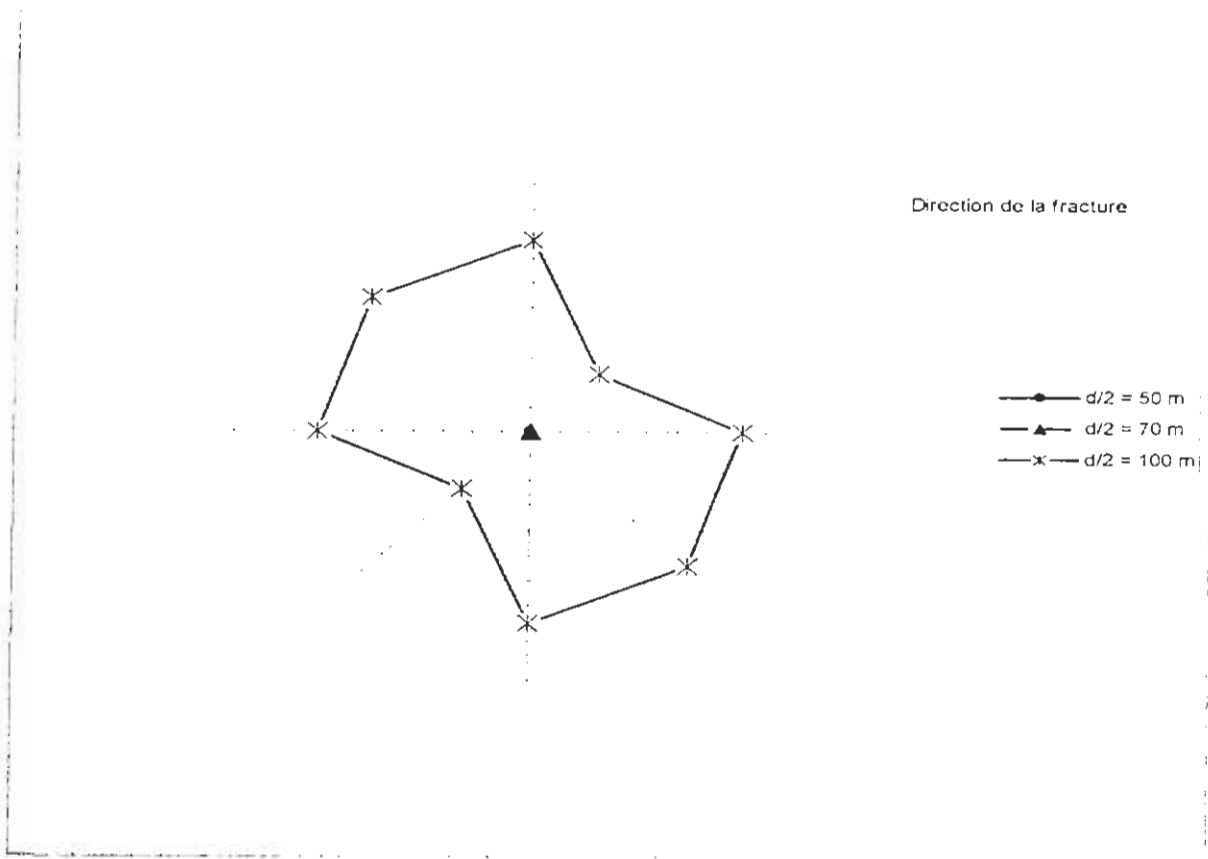 Direction de la fracture
d/2 = 50 m
d/2 = 70 m
d/2 = 100 m